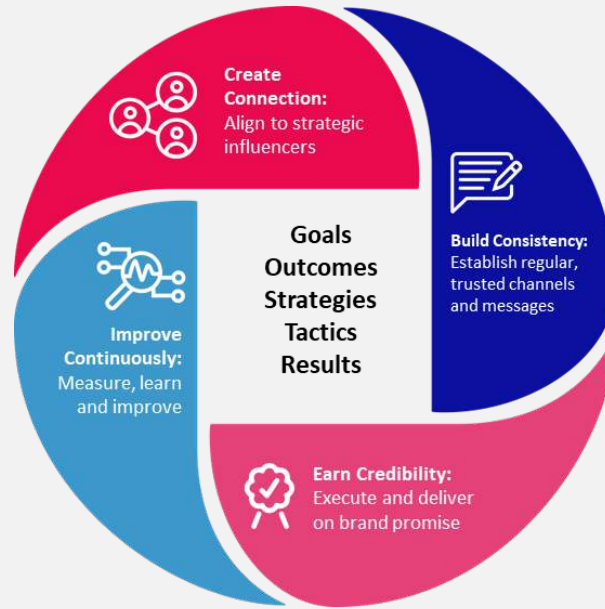 Create
Connection:
Align to strategic
influencers
Build Consistency:
Establish regular,
trusted channels
and messages
Goals
Outcomes
Strategies
Tactics
Results
Improve
Continuously:
Measure, learn
and improve
Earn Credibility:
Execute and deliver
on brand promise